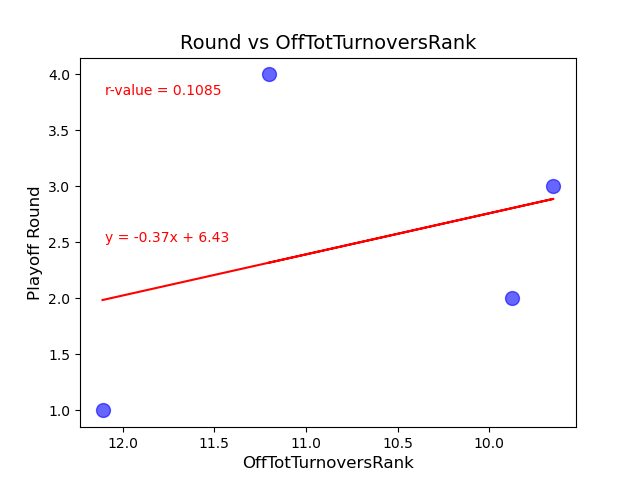 Round vs OffTotTurnoversRank
r-value = 0.1085
y = -0.37x + 6.43
Playoff Round
4.0
3.5
3.0
2.5
2.0
1.5
1.0
12.0 11.5 11.0 10.5 10.0
OffTotTurnoversRank